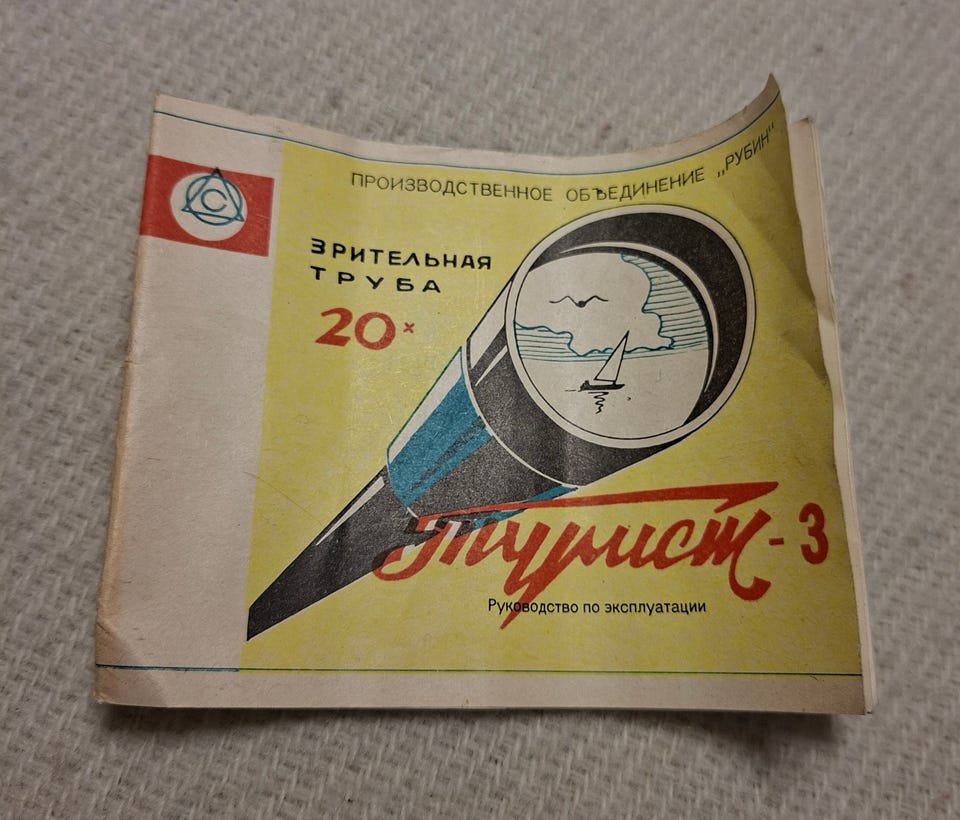 С
ПРОИЗВОДСТВЕННОЕ ОБЪЕДИНЕНИЕ „РУБИН"
ЗРИТЕЛЬНАЯ
ТРУБА
20ˣ
Турист-3
Руководство по эксплуатации